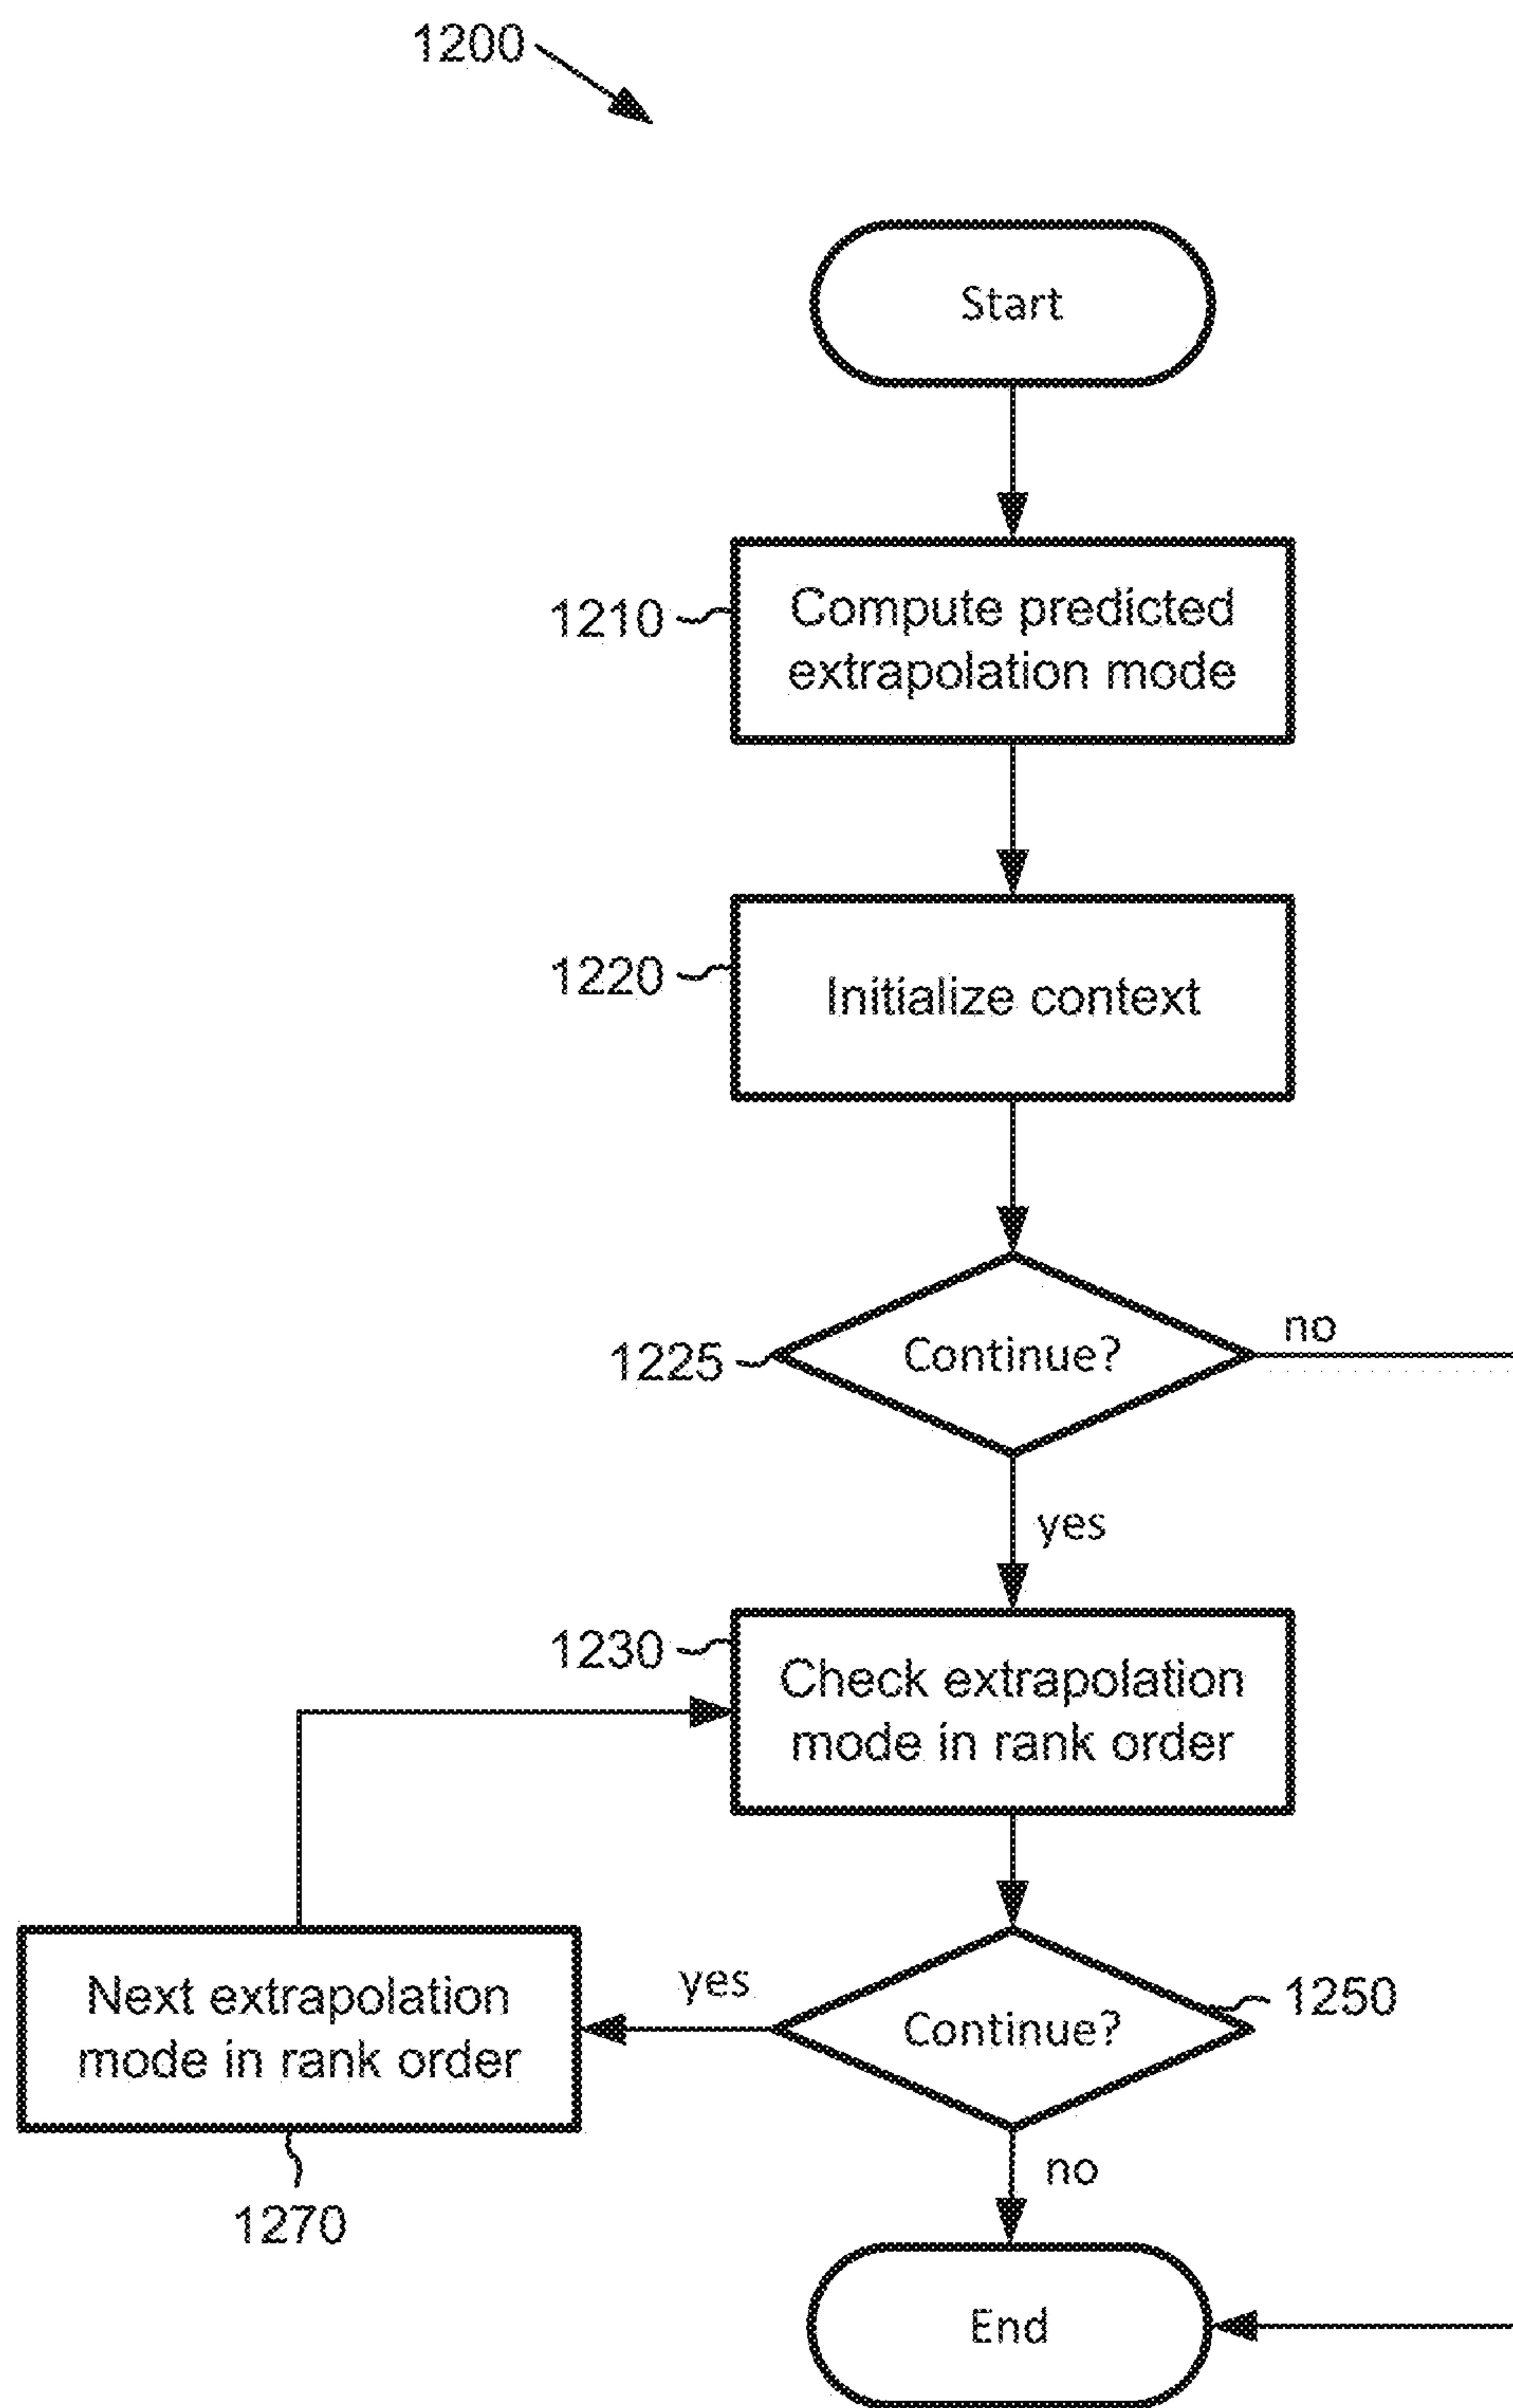 1200
Start
1210
Compute predicted
extrapolation mode
1220
Initialize context
1225
Continue?
no
yes
1230
Check extrapolation
mode in rank order
Next extrapolation
mode in rank order
yes
Continue?
1250
1270
no
End